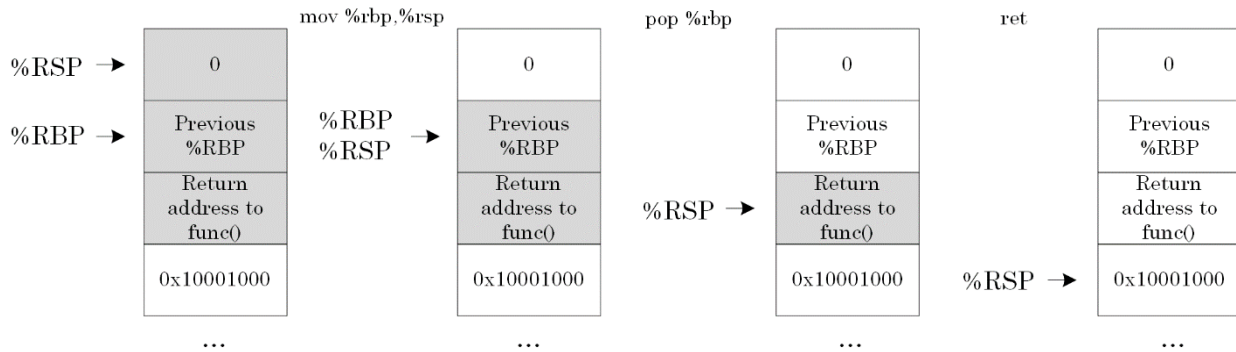 mov %rbp,%rsp
pop %rbp
ret
%RSP
0
%RBP
Previous
%RBP
Return
address to
func()
0x10001000
...
0
%RBP
%RSP
Previous
%RBP
Return
address to
func()
0x10001000
...
0
Previous
%RBP
%RSP
Return
address to
func()
0x10001000
...
0
Previous
%RBP
Return
address to
func()
%RSP
0x10001000
...